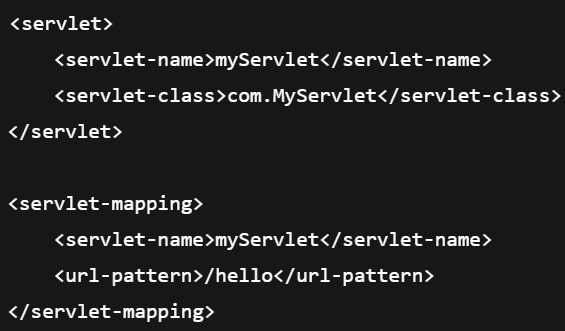 <servlet>
    <servlet-name>myServlet</servlet-name>
    <servlet-class>com.MyServlet</servlet-class>
</servlet>

<servlet-mapping>
    <servlet-name>myServlet</servlet-name>
    <url-pattern>/hello</url-pattern>
</servlet-mapping>